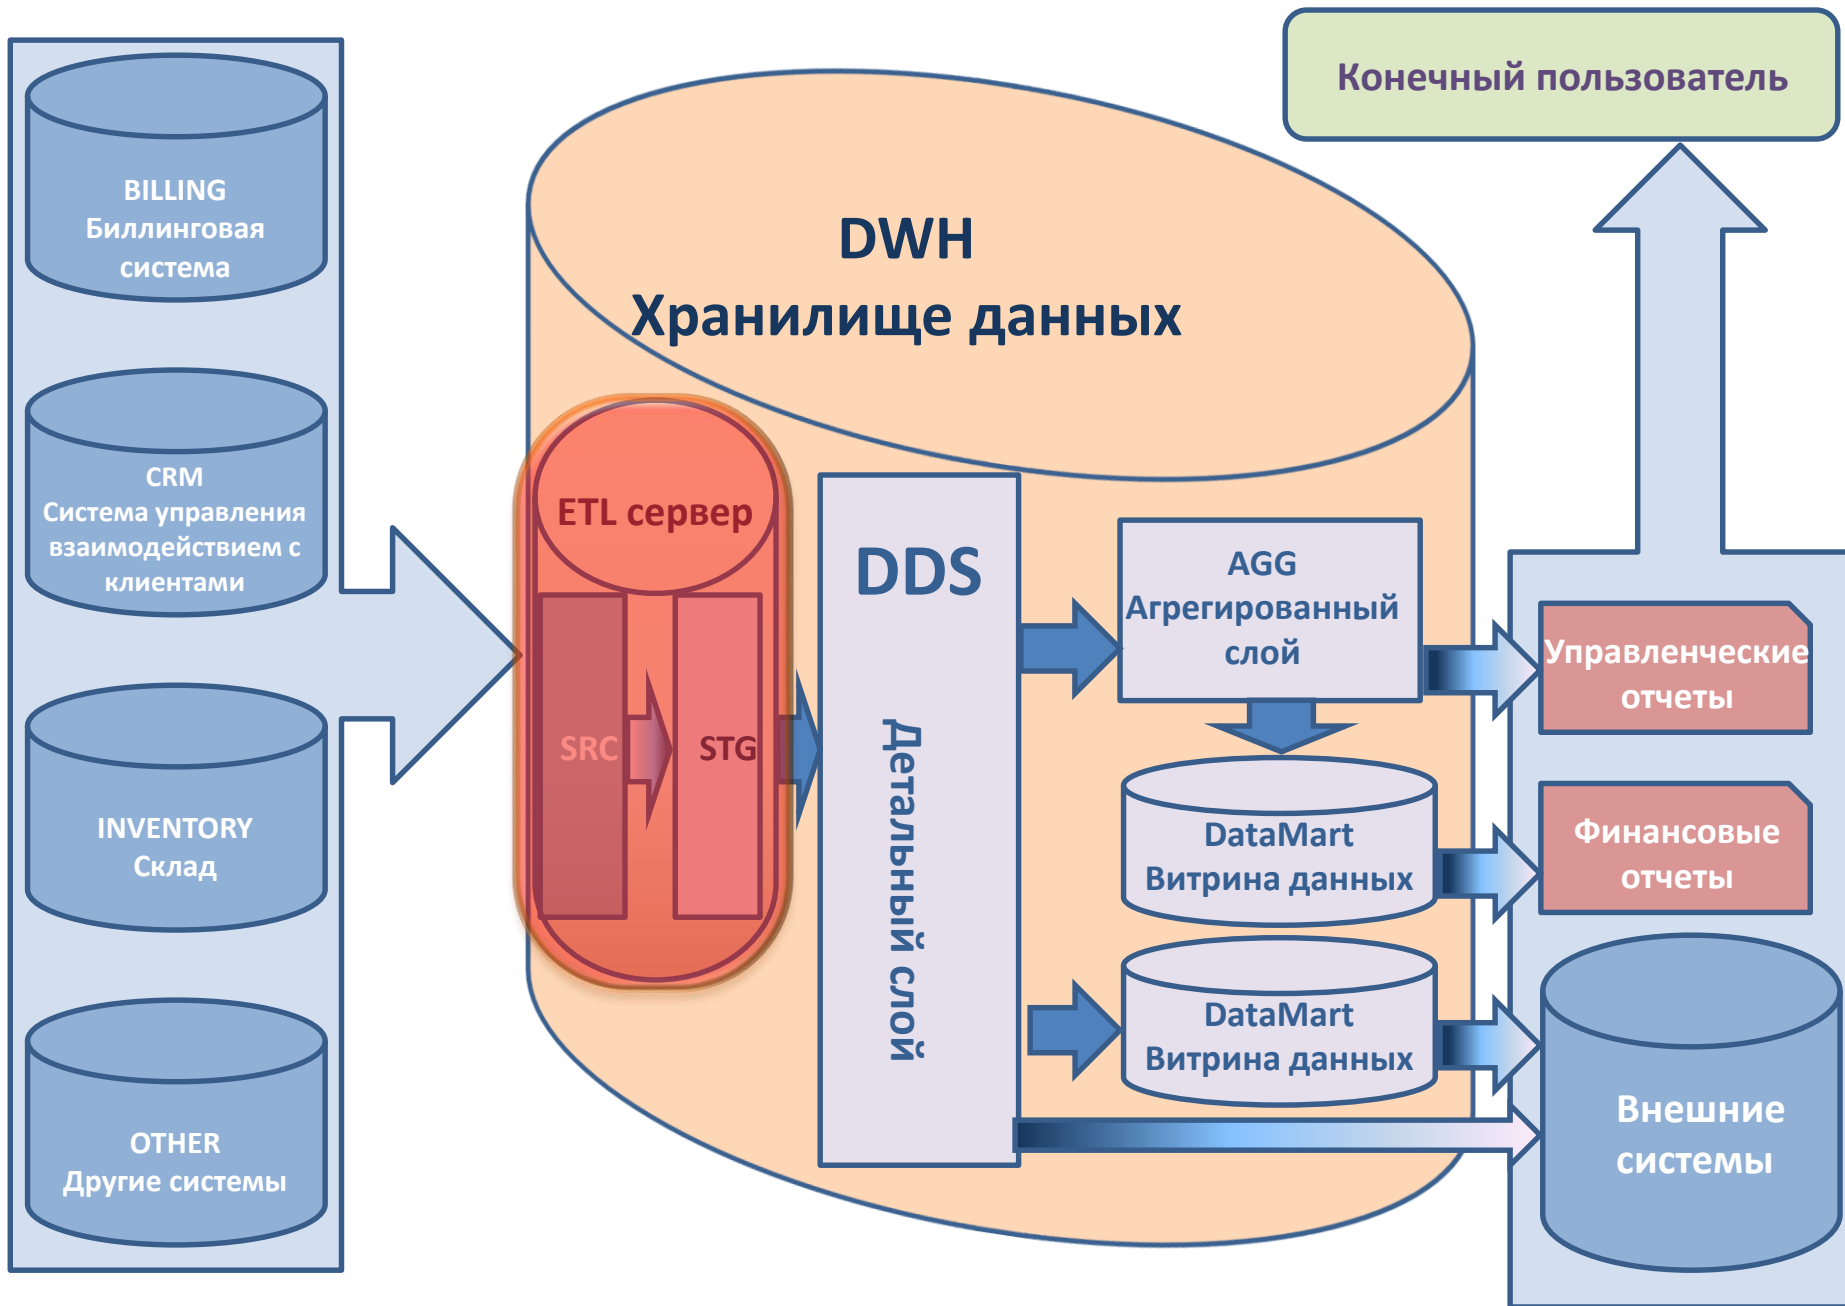 Конечный пользователь
BILLING
Биллинговая
система
CRM
Система управления
взаимодействием с
клиентами
INVENTORY
Склад
OTHER
Другие системы
DWH
Хранилище данных
ETL сервер
SRC
STG
DDS
Детальный слой
AGG
Агрегированный
слой
DataMart
Витрина данных
DataMart
Витрина данных
Управленческие
отчеты
Финансовые
отчеты
Внешние
системы